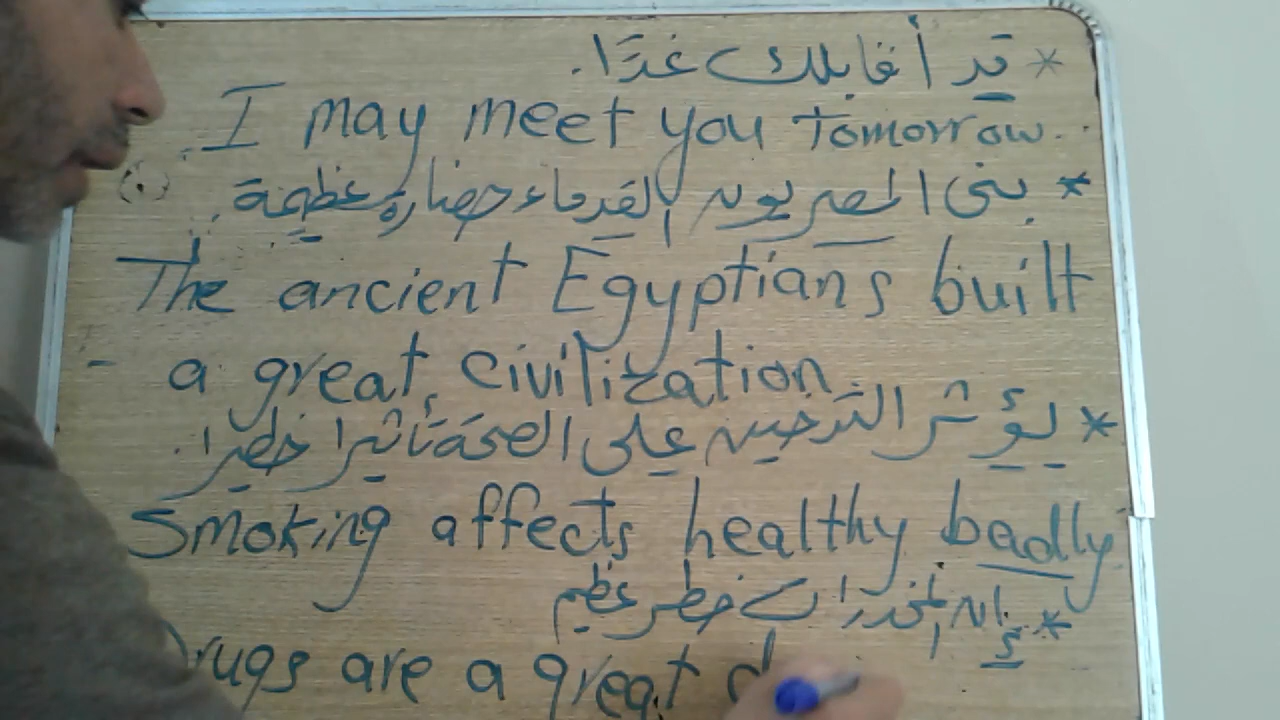 * قد أقابلك غدًا.
I may meet you Tomorrow.
* بنى المصريون القدماء حضارة عظيمة.
The ancient Egyptians built
- a great civilization.
* يؤثر التدخين على الصحة تأثيرا خطيرا.
Smoking affects healthy badly.
* إن المخدرات خطر عظيم
Drugs are a great d